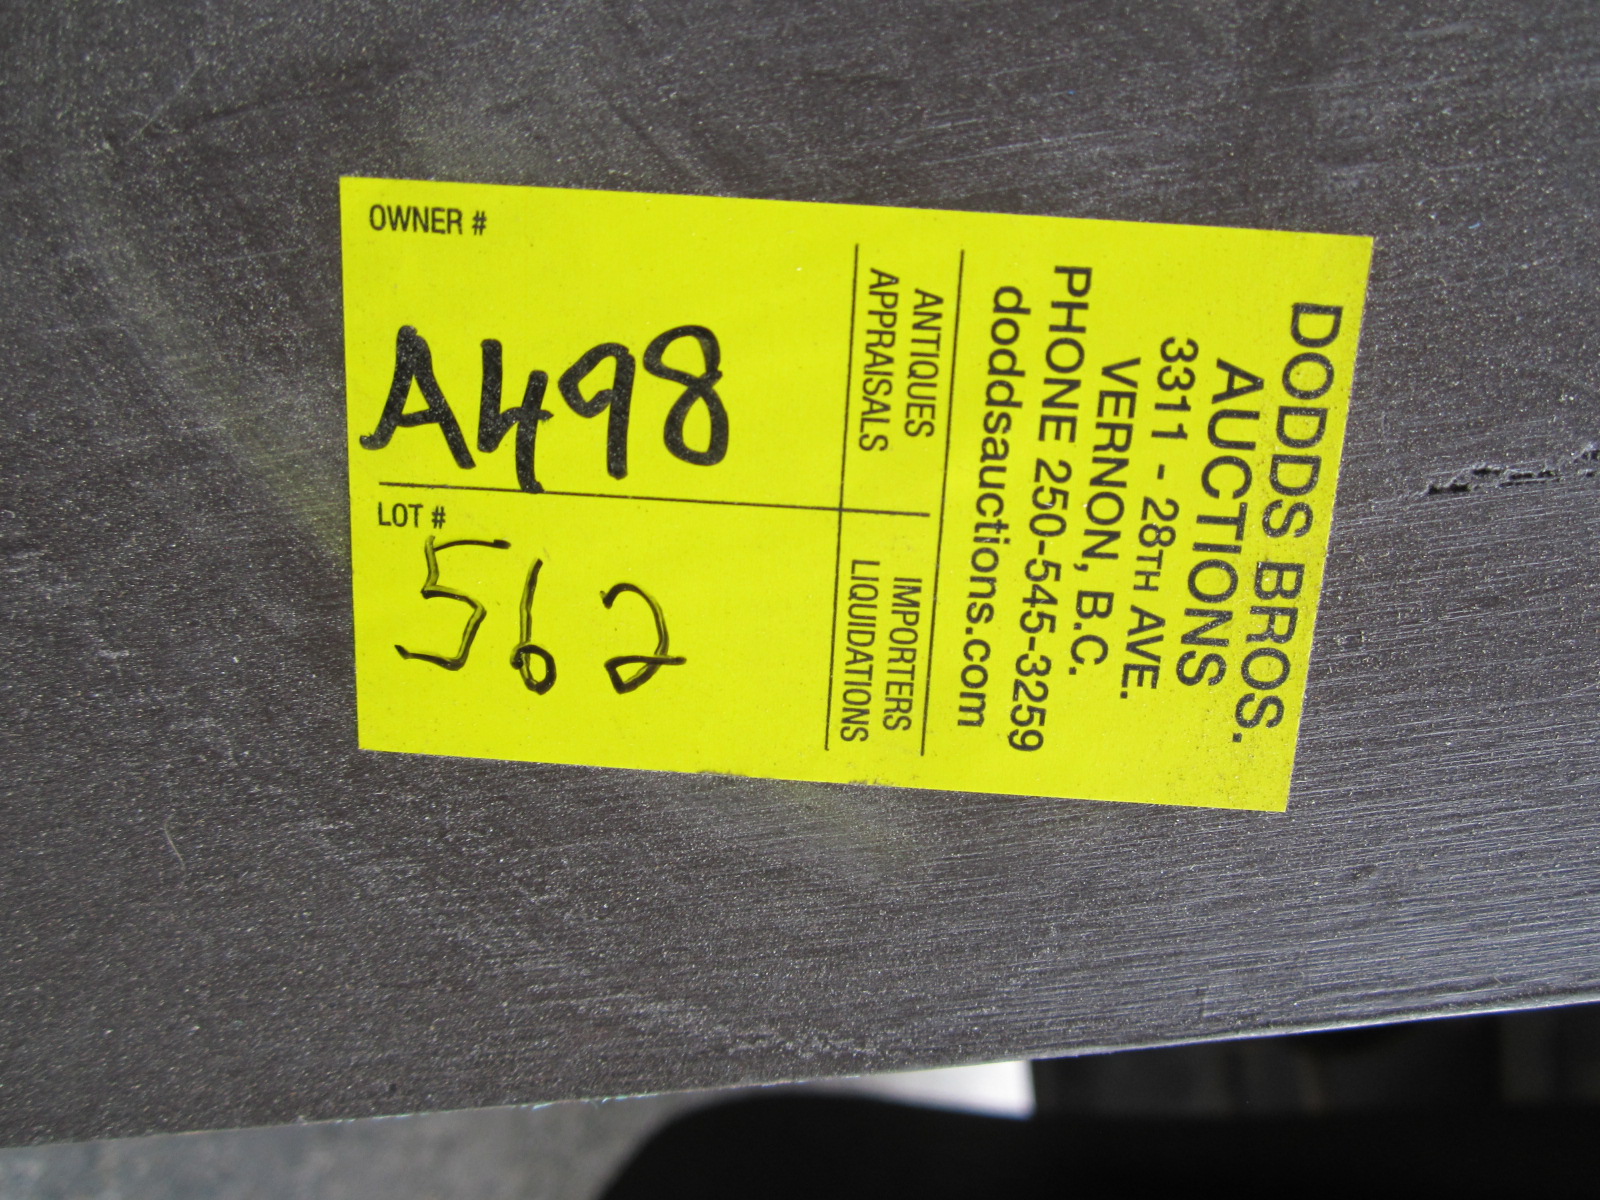 DODDS BROS.
AUCTIONS
3311 - 28TH AVE.
VERNON, B.C.
PHONE 250-545-3259
doddsauctions.com
ANTIQUES
APPRAISALS
IMPORTERS
LIQUIDATIONS
OWNER #
A498
LOT #
562